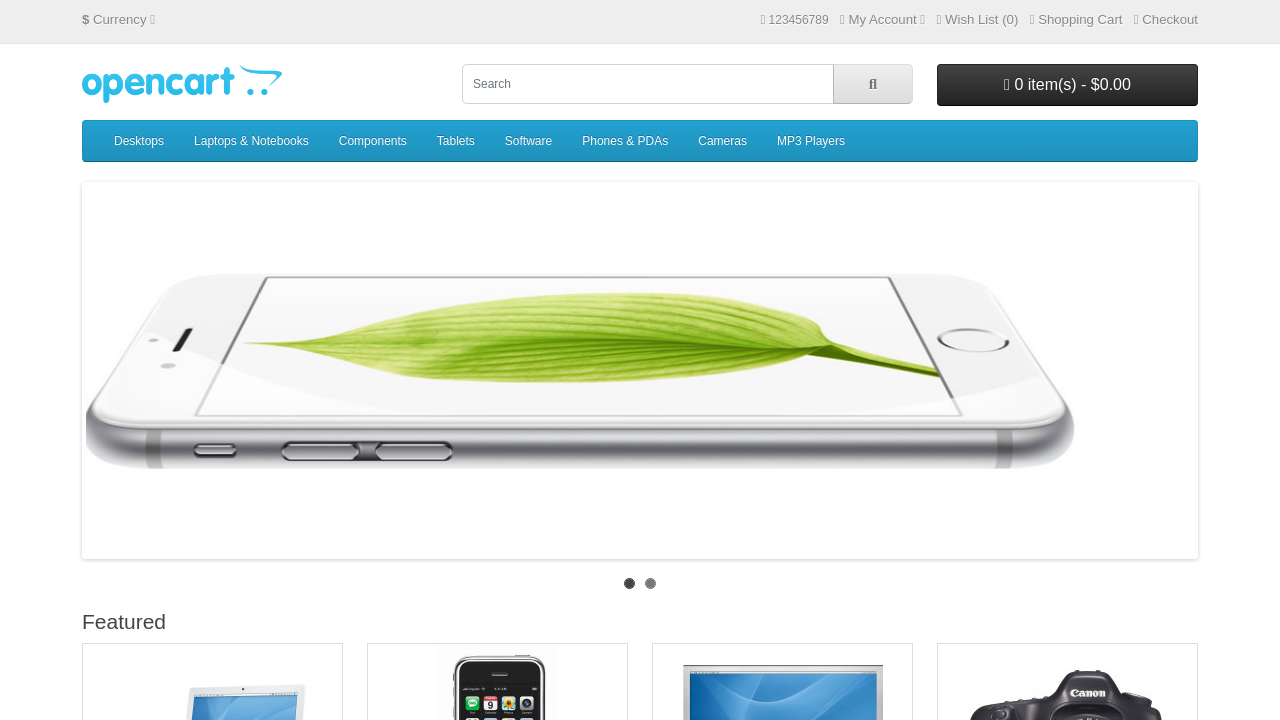 $ Currency
123456789 My Account Wish List (0) Shopping Cart Checkout
opencart
Search
0 item(s) - $0.00
Desktops Laptops & Notebooks Components Tablets Software Phones & PDAs Cameras MP3 Players
Featured
Canon